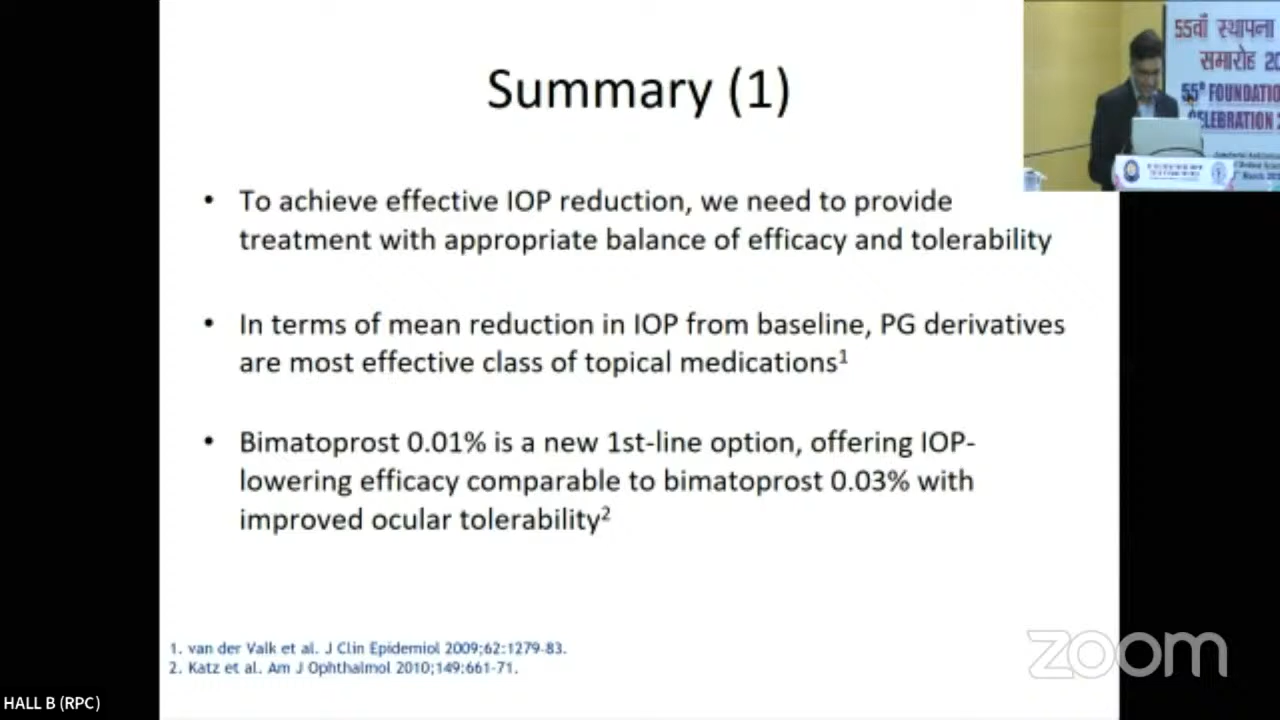 Summary (1)
55वाँ स्थापना
समारोह 20
55th FOUNDATIO
CELEBRATION 2
• To achieve effective IOP reduction, we need to provide
treatment with appropriate balance of efficacy and tolerability
• In terms of mean reduction in IOP from baseline, PG derivatives
are most effective class of topical medications1
• Bimatoprost 0.01% is a new 1st-line option, offering IOP-
lowering efficacy comparable to bimatoprost 0.03% with
improved ocular tolerability2
1. van der Valk et al. J Clin Epidemiol 2009;62:1279-83.
2. Katz et al. Am J Ophthalmol 2010;149:661-71.
zoom
HALL B (RPC)